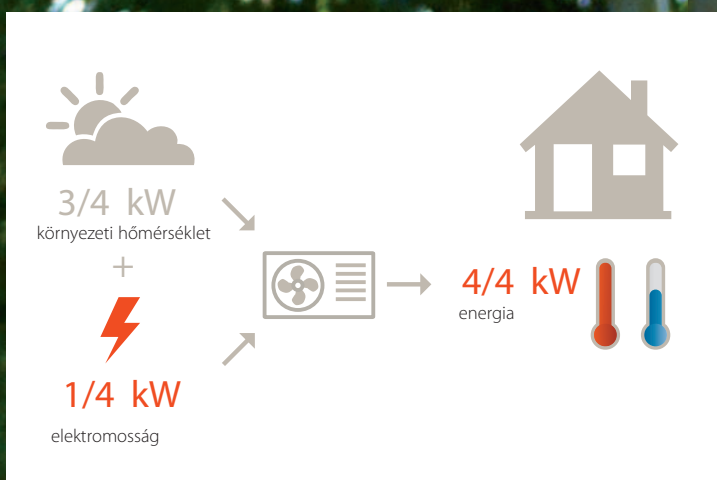 3/4 kW
környezeti hőmérséklet
+
1/4 kW
elektromosság
4/4 kW
energia